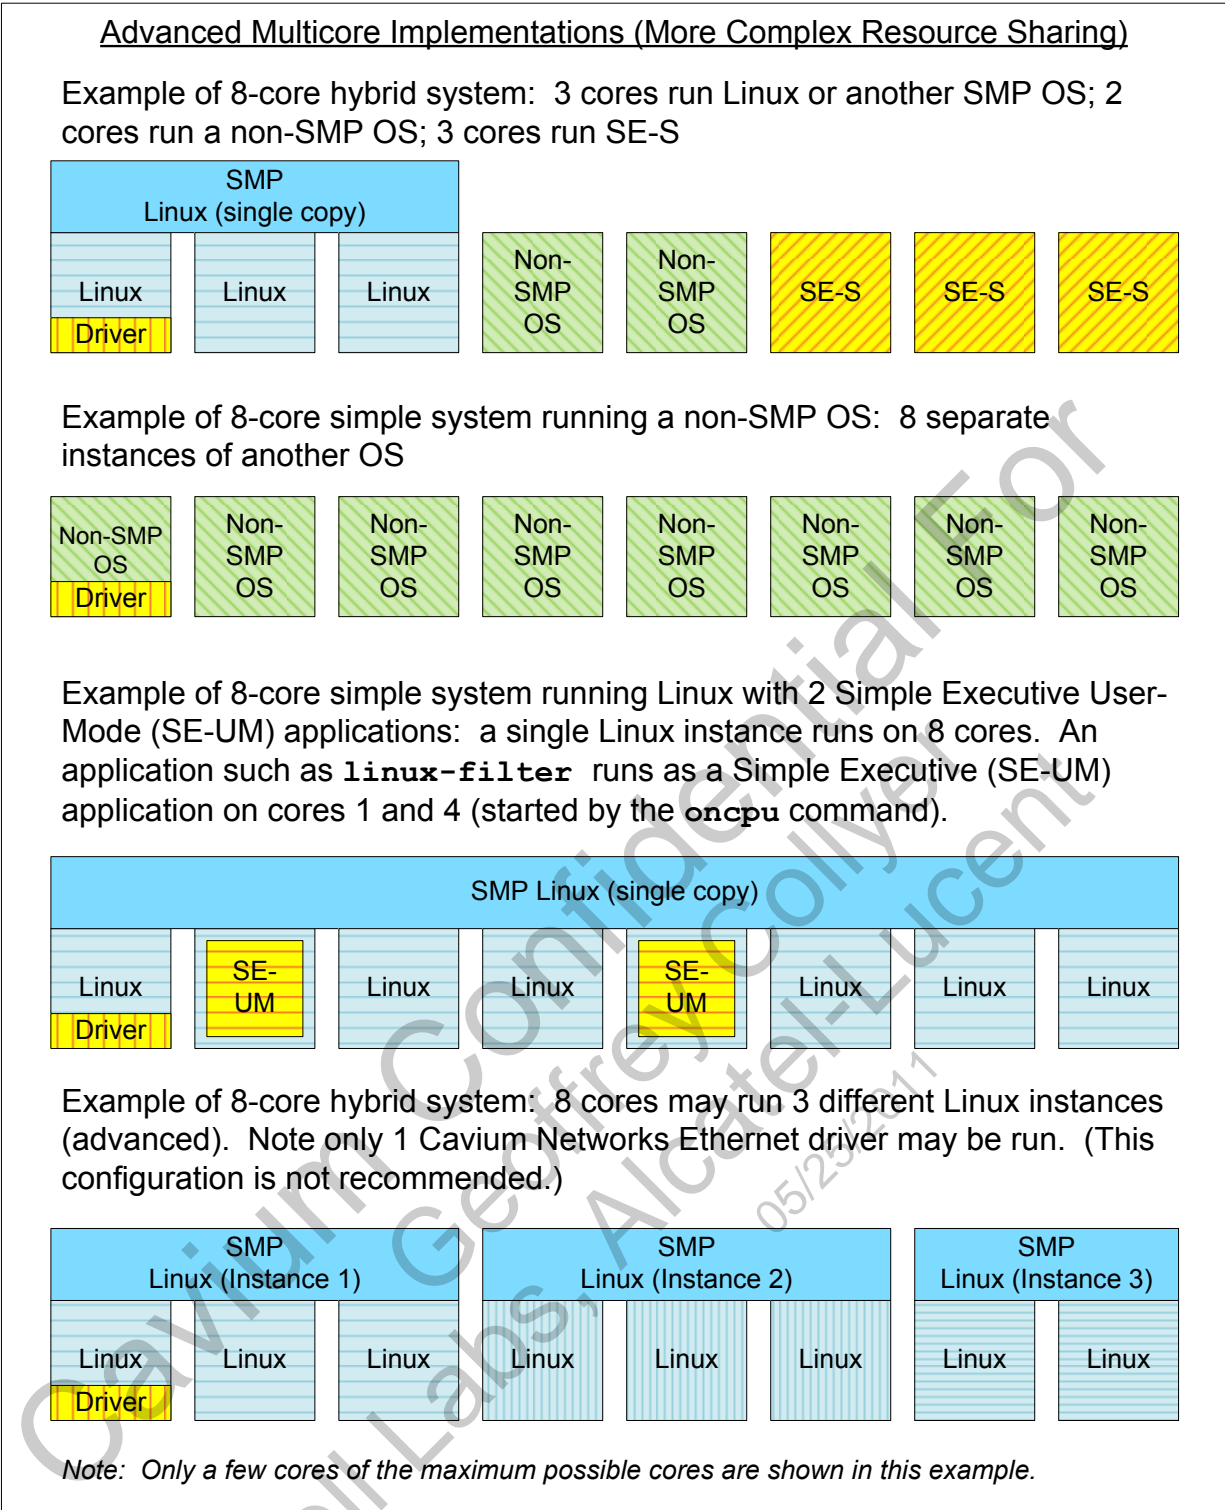 Advanced Multicore Implementations (More Complex Resource Sharing)
Example of 8-core hybrid system:  3 cores run Linux or another SMP OS; 2
cores run a non-SMP OS; 3 cores run SE-S
SMP
Linux (single copy)
Linux
Driver
Linux
Linux
Non-
SMP
OS
Non-
SMP
OS
SE-S
SE-S
SE-S
Example of 8-core simple system running a non-SMP OS:  8 separate
instances of another OS
Non-SMP
OS
Driver
Non-
SMP
OS
Non-
SMP
OS
Non-
SMP
OS
Non-
SMP
OS
Non-
SMP
OS
Non-
SMP
OS
Non-
SMP
OS
Example of 8-core simple system running Linux with 2 Simple Executive User-
Mode (SE-UM) applications:  a single Linux instance runs on 8 cores.  An
application such as linux-filter runs as a Simple Executive (SE-UM)
application on cores 1 and 4 (started by the oncpu command).
SMP Linux (single copy)
Linux
Driver
SE-
UM
Linux
Linux
SE-
UM
Linux
Linux
Linux
Example of 8-core hybrid system:  8 cores may run 3 different Linux instances
(advanced).  Note only 1 Cavium Networks Ethernet driver may be run.  (This
configuration is not recommended.)
SMP
Linux (Instance 1)
SMP
Linux (Instance 2)
SMP
Linux (Instance 3)
Linux
Driver
Linux
Linux
Linux
Linux
Linux
Linux
Linux
Note:  Only a few cores of the maximum possible cores are shown in this example.
Cavium Confidential For
Geoffrey Collyer
Labs, Alcatel-Lucent
05/25/2011